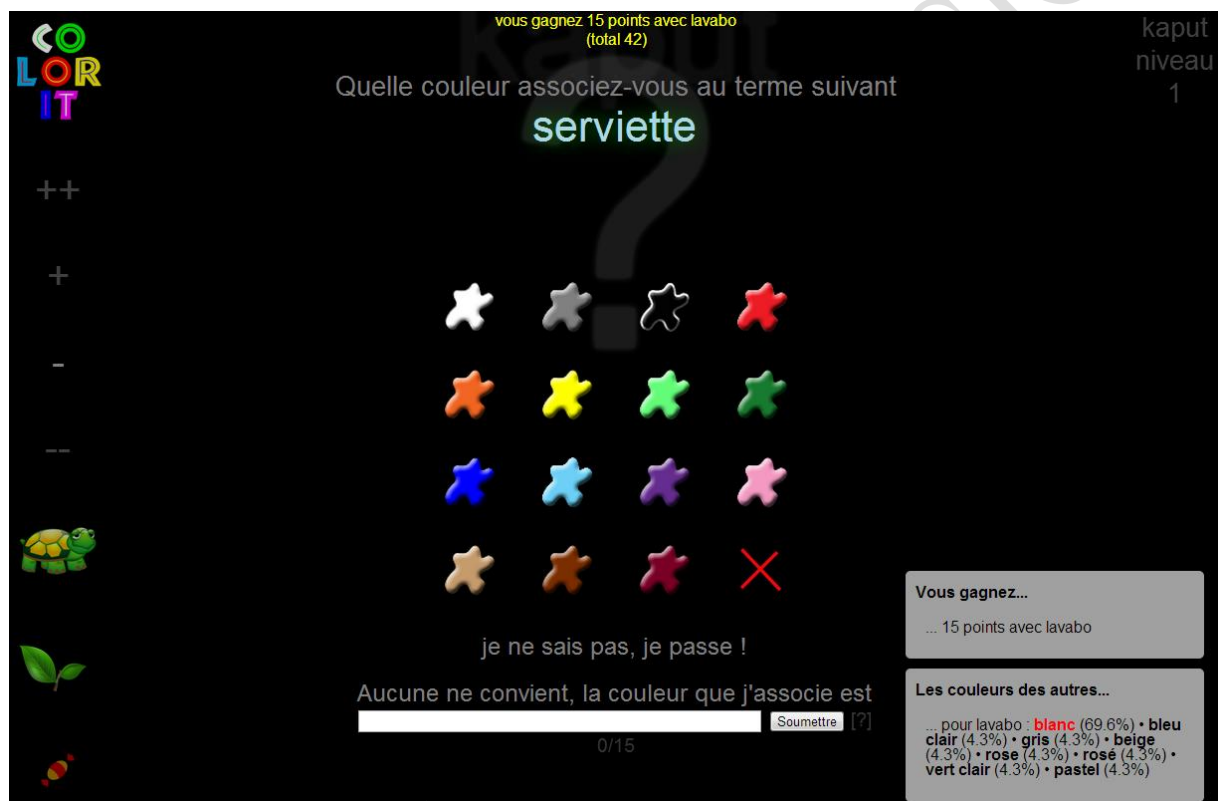 CO
LOR
IT
vous gagnez 15 points avec lavabo
(total 42)
kaput
kaput
niveau
1
Quelle couleur associez-vous au terme suivant
serviette
?
++
+
-
--
je ne sais pas, je passe !
Aucune ne convient, la couleur que j'associe est
Soumettre [?]
0/15
Vous gagnez...
... 15 points avec lavabo
Les couleurs des autres...
... pour lavabo : blanc (69.6%) • bleu
clair (4.3%) • gris (4.3%) • beige
(4.3%) • rose (4.3%) • rosé (4.3%) •
vert clair (4.3%) • pastel (4.3%)